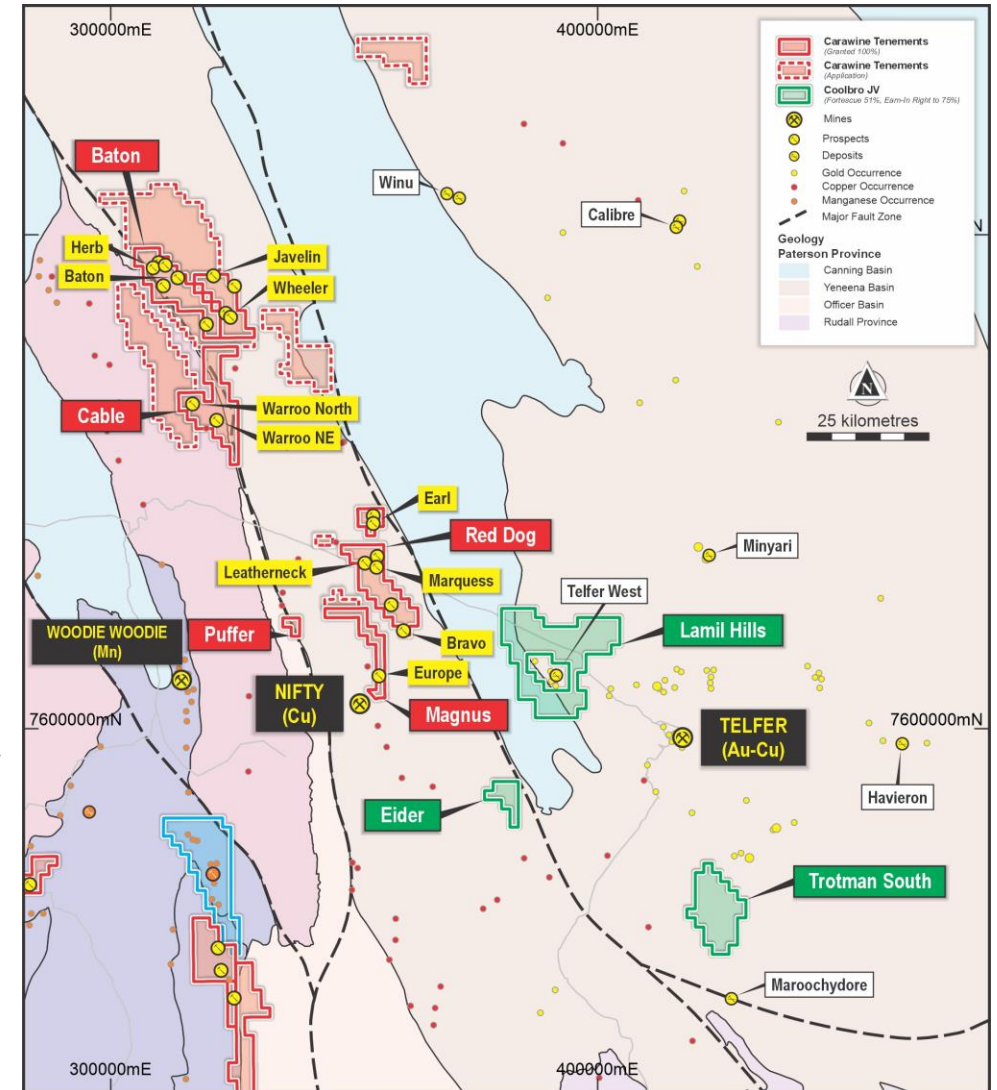 300000mE
400000mE
Carawine Tenements
(Granted 100%)
Carawine Tenements
(Application)
Coolbro JV
(Fortescue 51%, Earn-In Right to 75%)
Mines
Prospects
Deposits
Gold Occurrence
Copper Occurrence
Manganese Occurrence
Major Fault Zone
Geology
Paterson Province
Canning Basin
Yeneena Basin
Officer Basin
Rudall Province
N
25 kilometres
N
Baton
Winu
Calibre
Herb
Baton
Javelin
Wheeler
Cable
Warroo North
Warroo NE
Earl
Red Dog
Minyari
Leatherneck
Marquess
Telfer West
WOODIE WOODIE
(Mn)
Puffer
Bravo
Lamil Hills
Europe
NIFTY
(Cu)
Magnus
7600000mN
7600000mN
TELFER
(Au-Cu)
Havieron
Eider
Trotman South
Maroochydore
300000mE
400000mE